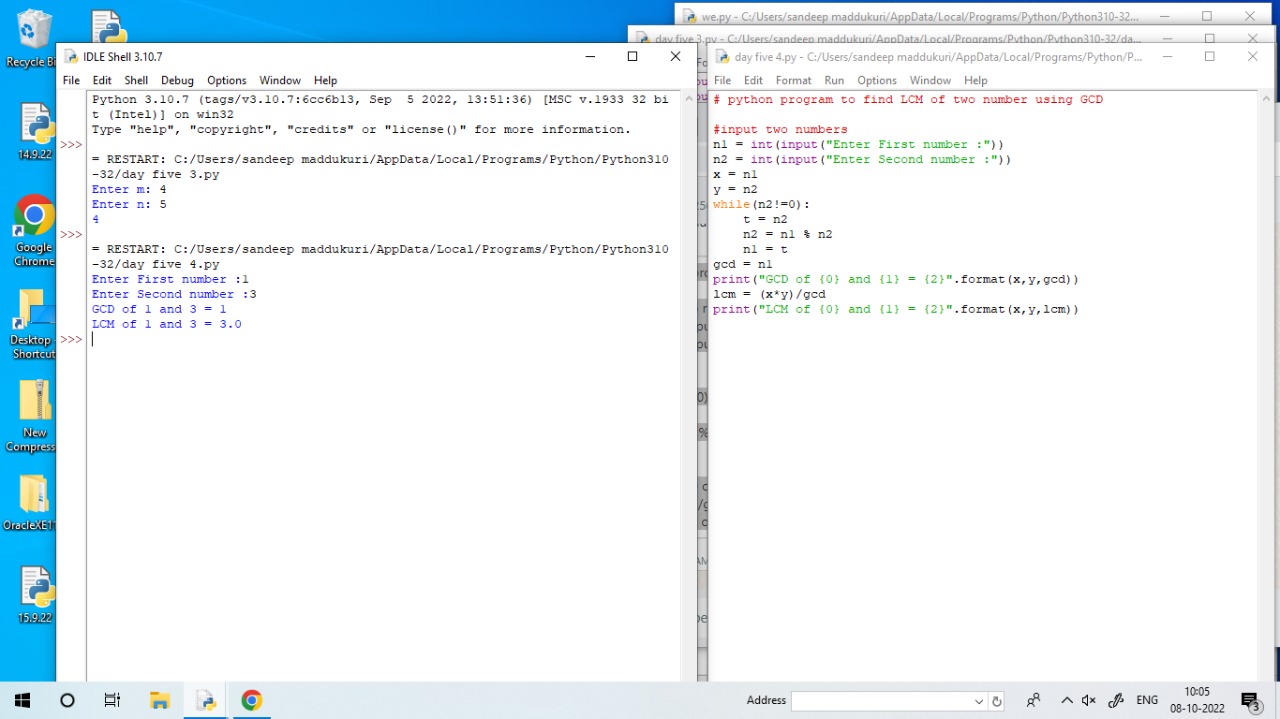 we.py - C:/Users/sandeep maddukuri/AppData/Local/Programs/Python/Python310-32...
day five 3.py - C:/Users/sandeep maddukuri/AppData/Local/Programs/Python/Python310-32/da...
IDLE Shell 3.10.7
File Edit Shell Debug Options Window Help
Python 3.10.7 (tags/v3.10.7:6cc6b13, Sep  5 2022, 13:51:36) [MSC v.1933 32 bi
t (Intel)] on win32
Type "help", "copyright", "credits" or "license()" for more information.
>>>
= RESTART: C:/Users/sandeep maddukuri/AppData/Local/Programs/Python/Python310
-32/day five 3.py
Enter m: 4
Enter n: 5
4
>>>
= RESTART: C:/Users/sandeep maddukuri/AppData/Local/Programs/Python/Python310
-32/day five 4.py
Enter First number :1
Enter Second number :3
GCD of 1 and 3 = 1
LCM of 1 and 3 = 3.0
>>>
day five 4.py - C:/Users/sandeep maddukuri/AppData/Local/Programs/Python/P...
File Edit Format Run Options Window Help
# python program to find LCM of two number using GCD
#input two numbers
n1 = int(input("Enter First number :"))
n2 = int(input("Enter Second number :"))
x = n1
y = n2
while(n2!=0):
    t = n2
    n2 = n1 % n2
    n1 = t
gcd = n1
print("GCD of {0} and {1} = {2}".format(x,y,gcd))
lcm = (x*y)/gcd
print("LCM of {0} and {1} = {2}".format(x,y,lcm))
Recycle Bi
14.9.22
Google
Chrome
Desktop -
Shortcut
New
Compress
OracleXE11
15.9.22
Address
ENG
10:05
08-10-2022
3